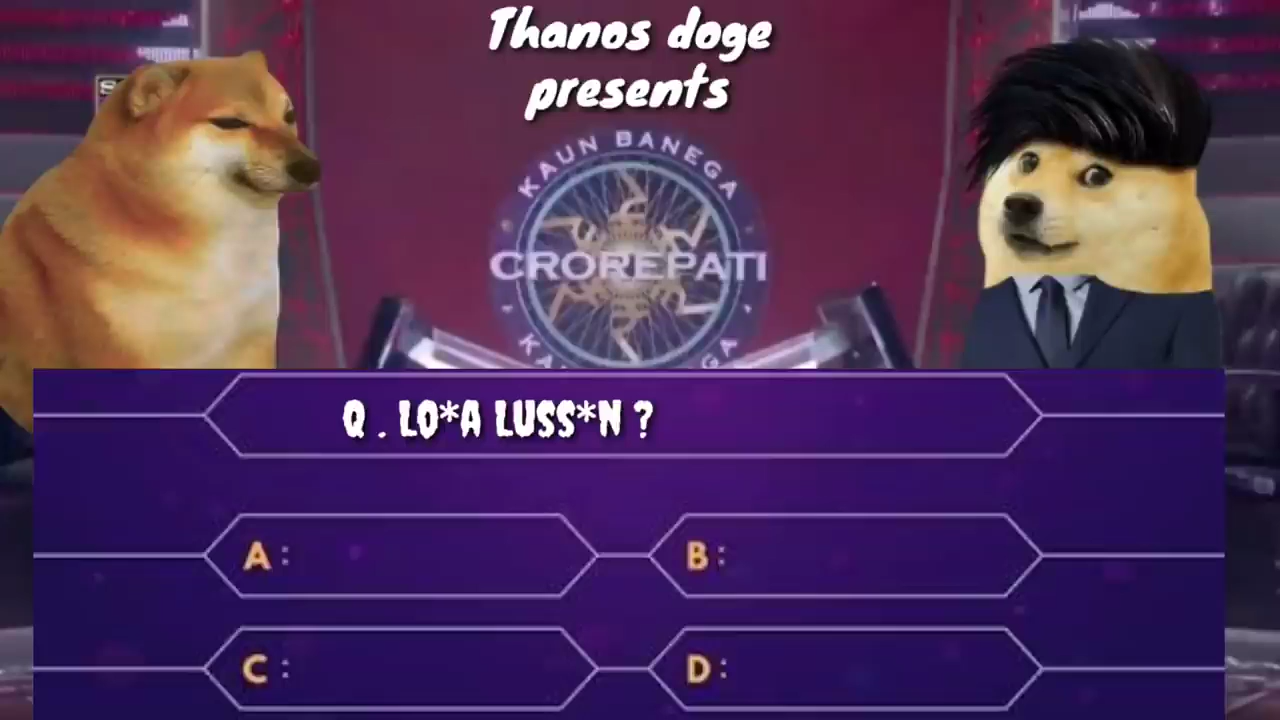 Thanos doge
presents
KAUN BANEGA
CROREPATI
Q . LO*A LUSS*N ?
A :
B :
C :
D :